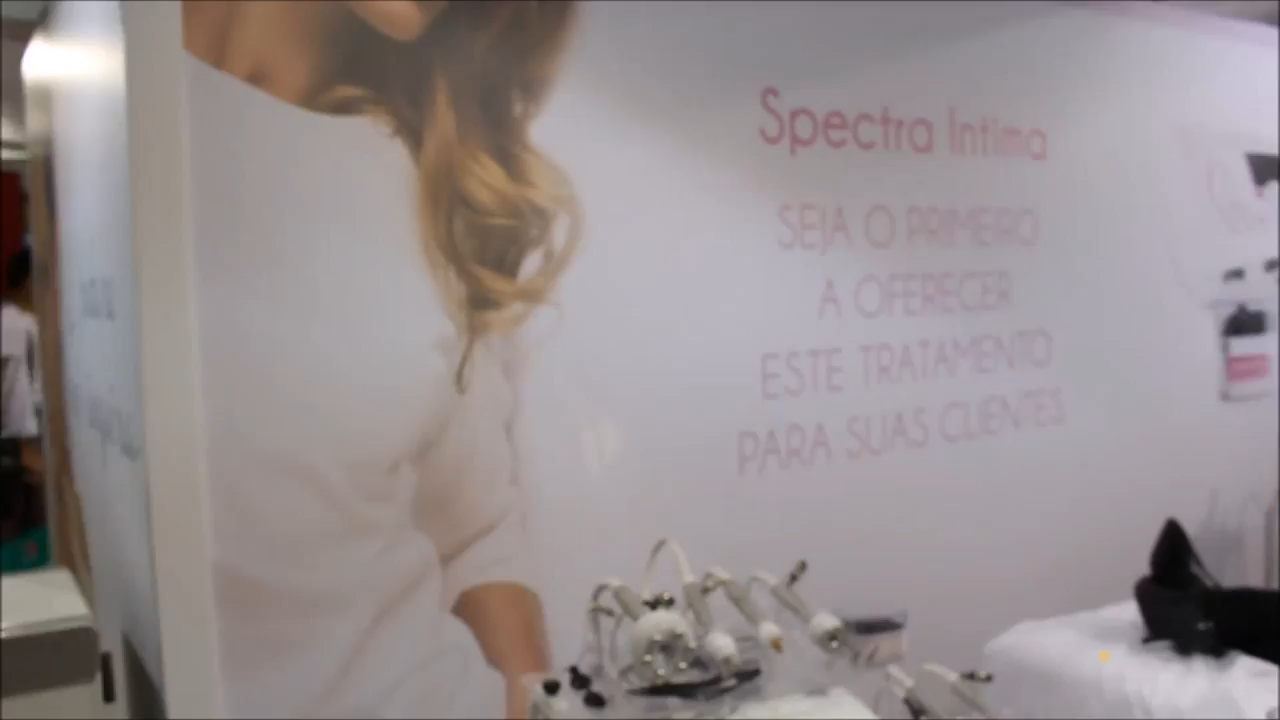 Spectra Intima
SEJA O PRIMEIRO
A OFERECER
ESTE TRATAMENTO
PARA SUAS CLIENTES